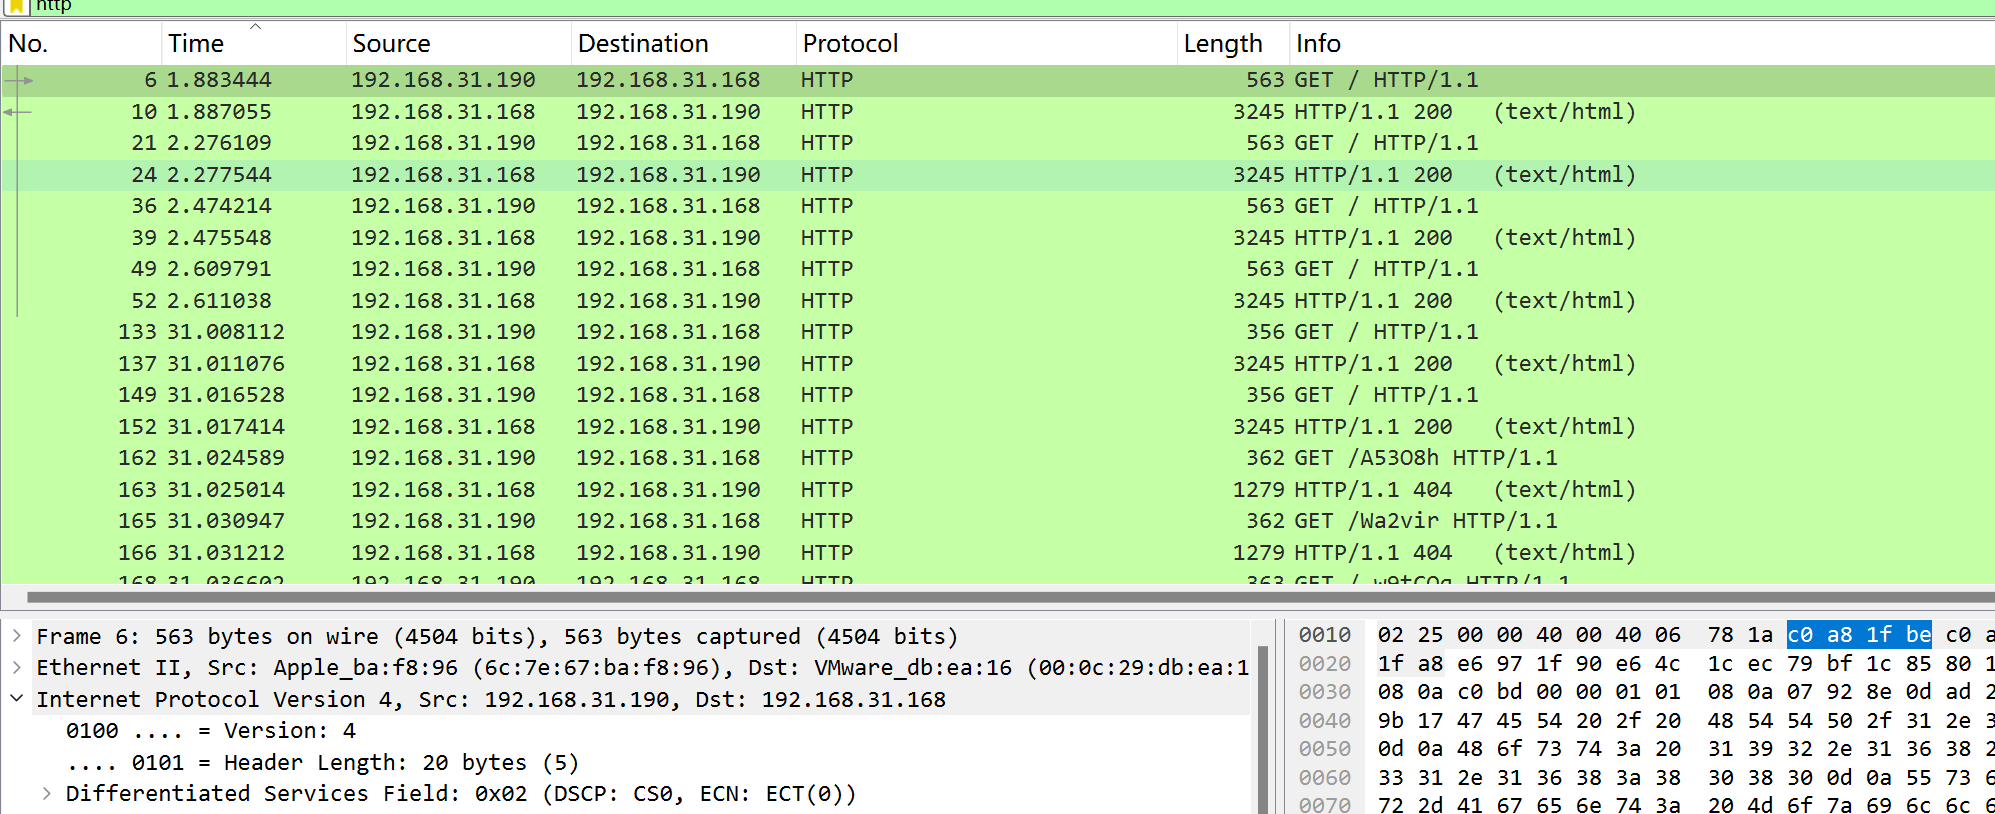 http
No. Time Source Destination Protocol Length Info
6 1.883444 192.168.31.190 192.168.31.168 HTTP 563 GET / HTTP/1.1
10 1.887055 192.168.31.168 192.168.31.190 HTTP 3245 HTTP/1.1 200 (text/html)
21 2.276109 192.168.31.190 192.168.31.168 HTTP 563 GET / HTTP/1.1
24 2.277544 192.168.31.168 192.168.31.190 HTTP 3245 HTTP/1.1 200 (text/html)
36 2.474214 192.168.31.190 192.168.31.168 HTTP 563 GET / HTTP/1.1
39 2.475548 192.168.31.168 192.168.31.190 HTTP 3245 HTTP/1.1 200 (text/html)
49 2.609791 192.168.31.190 192.168.31.168 HTTP 563 GET / HTTP/1.1
52 2.611038 192.168.31.168 192.168.31.190 HTTP 3245 HTTP/1.1 200 (text/html)
133 31.008112 192.168.31.190 192.168.31.168 HTTP 356 GET / HTTP/1.1
137 31.011076 192.168.31.168 192.168.31.190 HTTP 3245 HTTP/1.1 200 (text/html)
149 31.016528 192.168.31.190 192.168.31.168 HTTP 356 GET / HTTP/1.1
152 31.017414 192.168.31.168 192.168.31.190 HTTP 3245 HTTP/1.1 200 (text/html)
162 31.024589 192.168.31.190 192.168.31.168 HTTP 362 GET /A53O8h HTTP/1.1
163 31.025014 192.168.31.168 192.168.31.190 HTTP 1279 HTTP/1.1 404 (text/html)
165 31.030947 192.168.31.190 192.168.31.168 HTTP 362 GET /Wa2vir HTTP/1.1
166 31.031212 192.168.31.168 192.168.31.190 HTTP 1279 HTTP/1.1 404 (text/html)
168 31.036602 192.168.31.190 192.168.31.168 HTTP 363 GET HTTP/1.1
Frame 6: 563 bytes on wire (4504 bits), 563 bytes captured (4504 bits)
Ethernet II, Src: Apple_ba:f8:96 (6c:7e:67:ba:f8:96), Dst: VMware_db:ea:16 (00:0c:29:db:ea:1
Internet Protocol Version 4, Src: 192.168.31.190, Dst: 192.168.31.168
0100 .... = Version: 4
.... 0101 = Header Length: 20 bytes (5)
Differentiated Services Field: 0x02 (DSCP: CS0, ECN: ECT(0))
0010 02 25 00 00 40 00 40 06 78 1a c0 a8 1f be c0 a
0020 1f a8 e6 97 1f 90 e6 4c 1c ec 79 bf 1c 85 80 1
0030 08 0a c0 bd 00 00 01 01 08 0a 07 92 8e 0d ad 2
0040 9b 17 47 45 54 20 2f 20 48 54 54 50 2f 31 2e 3
0050 0d 0a 48 6f 73 74 3a 20 31 39 32 2e 31 36 38 2
0060 33 31 2e 31 36 38 3a 38 30 38 30 0d 0a 55 73 6
0070 72 2d 41 67 65 6e 74 3a 20 4d 6f 7a 69 6c 6c 6